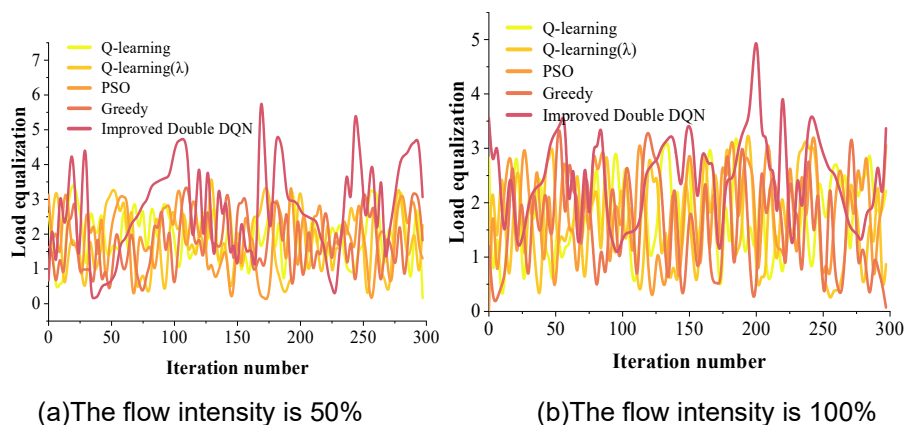 Load equalization
7
6
5
4
3
2
1
0
Q-learning
Q-learning(λ)
PSO
Greedy
Improved Double DQN
0 50 100 150 200 250 300
Iteration number
(a)The flow intensity is 50%
Load equalization
5
4
3
2
1
0
Q-learning
Q-learning(λ)
PSO
Greedy
Improved Double DQN
0 50 100 150 200 250 300
Iteration number
(b)The flow intensity is 100%